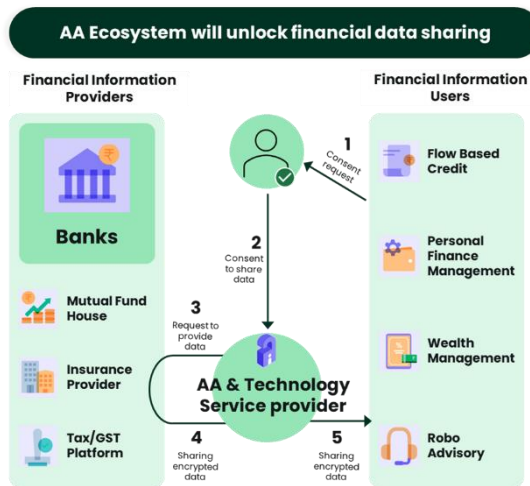 AA Ecosystem will unlock financial data sharing
Financial Information
Providers
Financial Information
Users
Banks
Mutual Fund
House
Insurance
Provider
Tax/GST
Platform
1
Consent
request
2
Consent
to share
data
3
Request to
provide
data
AA & Technology
Service provider
4
Sharing
encrypted
data
5
Sharing
encrypted
data
Flow Based
Credit
Personal
Finance
Management
Wealth
Management
Robo
Advisory